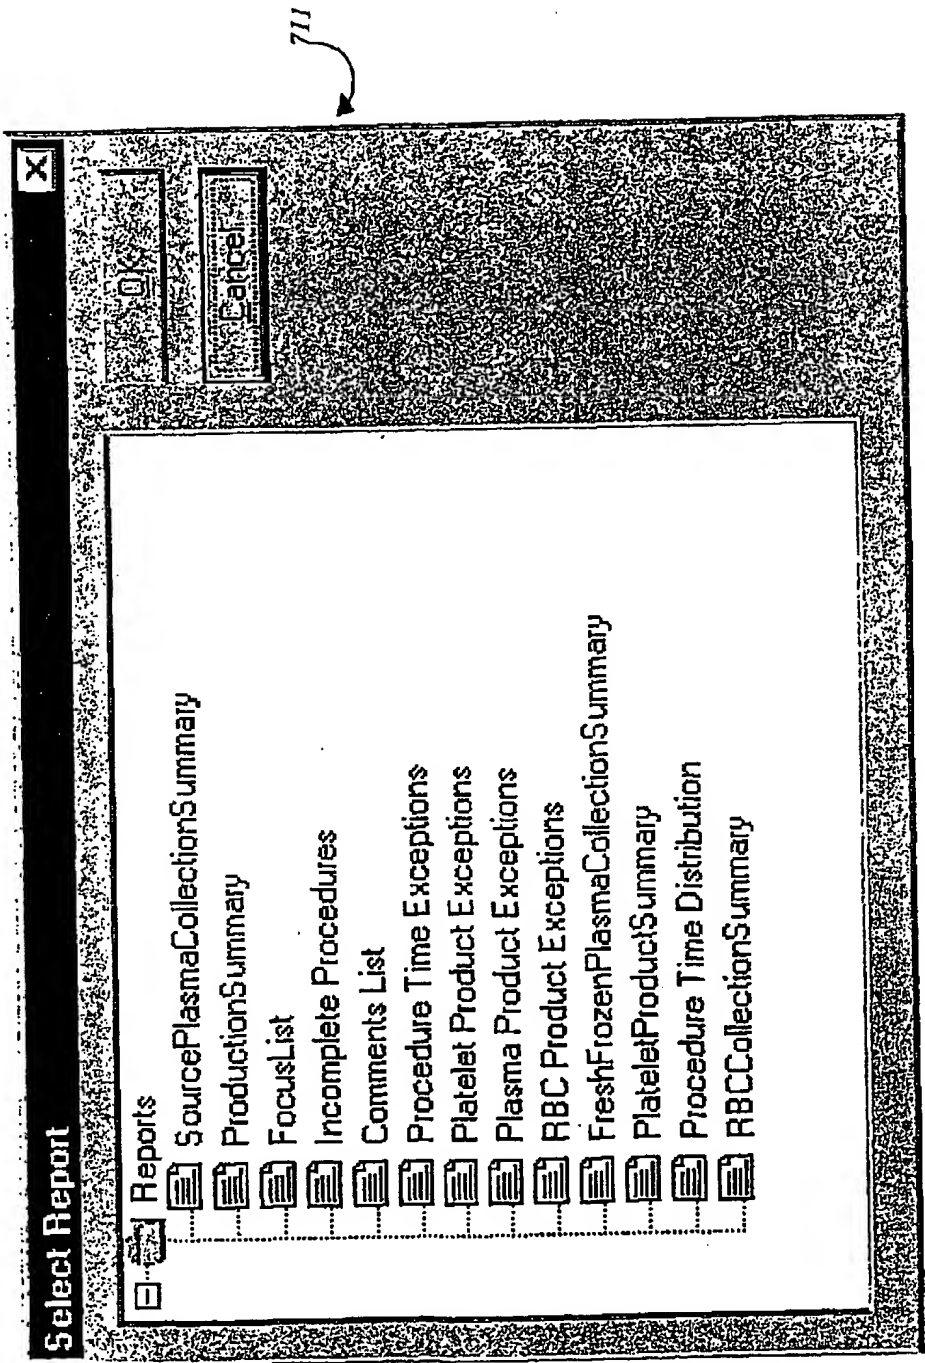 Select Report
Reports
SourcePlasmaCollectionSummary
ProductionSummary
FocusList
Incomplete Procedures
Comments List
Procedure Time Exceptions
Platelet Product Exceptions
Plasma Product Exceptions
RBC Product Exceptions
FreshFrozenPlasmaCollectionSummary
PlateletProductSummary
Procedure Time Distribution
RBCCollectionSummary
OK
Cancel
711